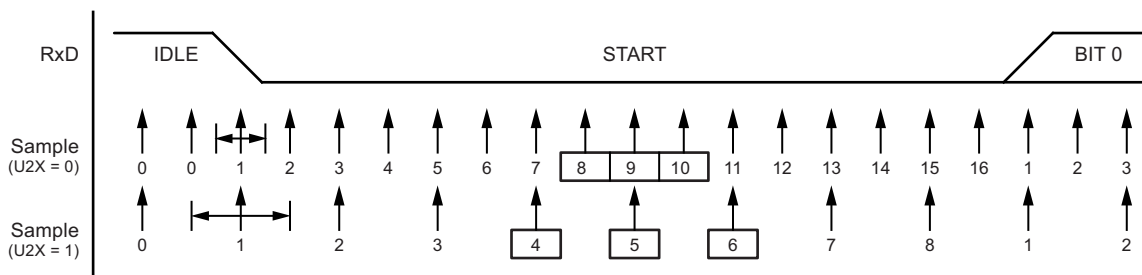 RxD IDLE START BIT 0
Sample
(U2X = 0)
0 0 1 2 3 4 5 6 7 8 9 10 11 12 13 14 15 16 1 2 3
Sample
(U2X = 1)
0 1 2 3 4 5 6 7 8 1 2